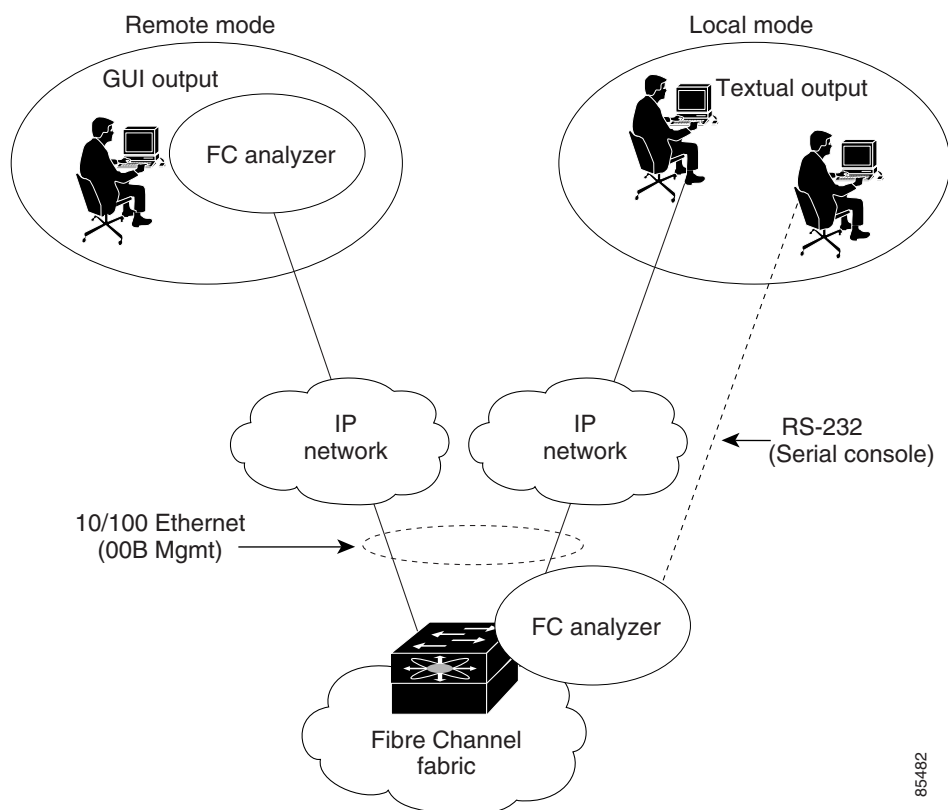 Remote mode
Local mode
GUI output
Textual output
FC analyzer
IP
network
IP
network
RS-232
(Serial console)
10/100 Ethernet
(00B Mgmt)
FC analyzer
Fibre Channel
fabric
85482